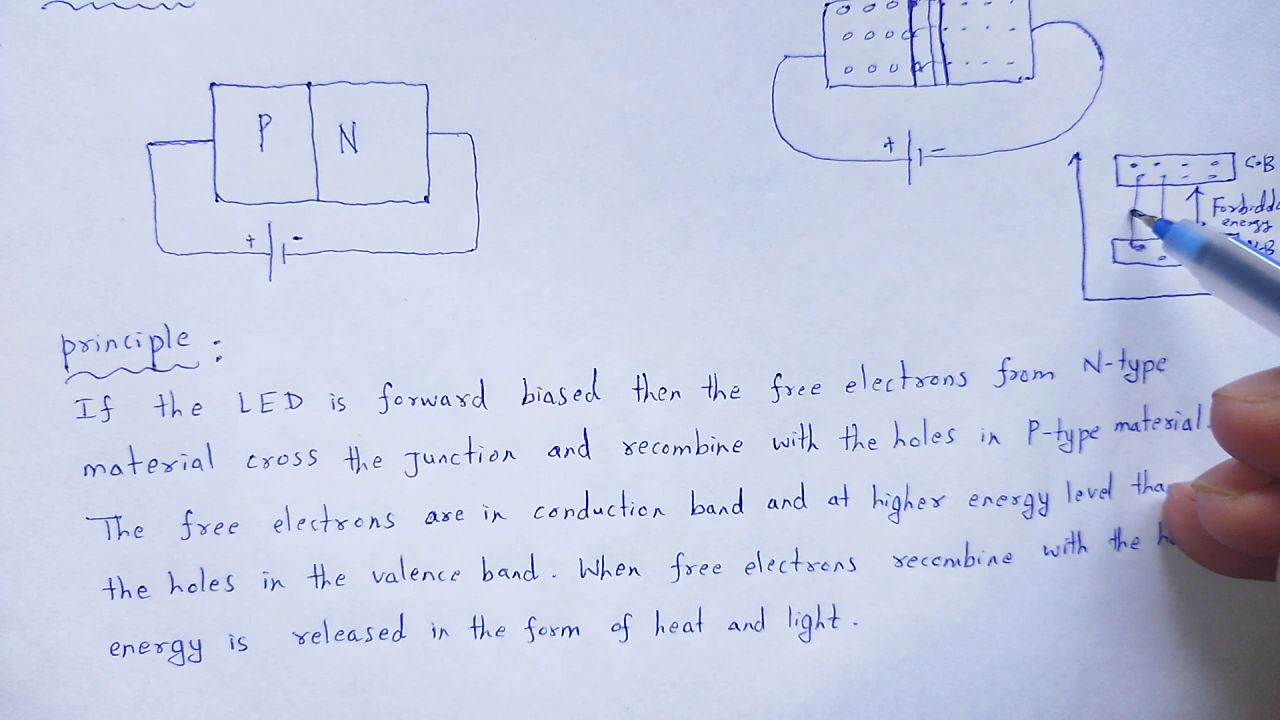 P N
+ -
+ -
C.B
Forbidd
energy
principle :
If the LED is forward biased then the free electrons from N-type
material cross the junction and recombine with the holes in P-type material.
The free electrons are in conduction band and at higher energy level tha
the holes in the valence band. When free electrons recombine with the h
energy is released in the form of heat and light.